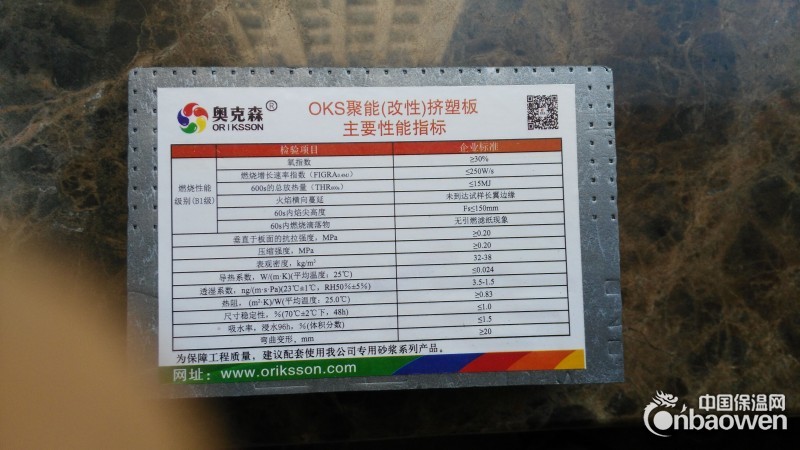 奥克森®
ORIKSSON
OKS聚能(改性)挤塑板
主要性能指标
检验项目 企业标准
燃烧性能级别(B1级)
氧指数 ≥30%
燃烧增长速率指数（FIGRA0.4MJ） ≤250W/s
600s的总放热量（THR600s） ≤15MJ
火焰横向蔓延 未到达试样长翼边缘
60s内焰尖高度 Fs≤150mm
60s内燃烧滴落物 无引燃滤纸现象
垂直于板面的抗拉强度，MPa ≥0.20
压缩强度，MPa ≥0.20
表观密度，kg/m³ 32-38
导热系数，W/(m·K)(平均温度：25℃) ≤0.024
透湿系数，ng/(m·s·Pa)(23℃±1℃，RH50%±5%) 3.5-1.5
热阻，(m²·K)/W(平均温度：25.0℃) ≥0.83
尺寸稳定性，%(70℃±2℃下，48h) ≤1.0
吸水率，浸水96h，%(体积分数) ≤1.5
弯曲变形，mm ≥20
为保障工程质量，建议配套使用我公司专用砂浆系列产品。
网址：www.oriksson.com
中国保温网
Cnbaowen